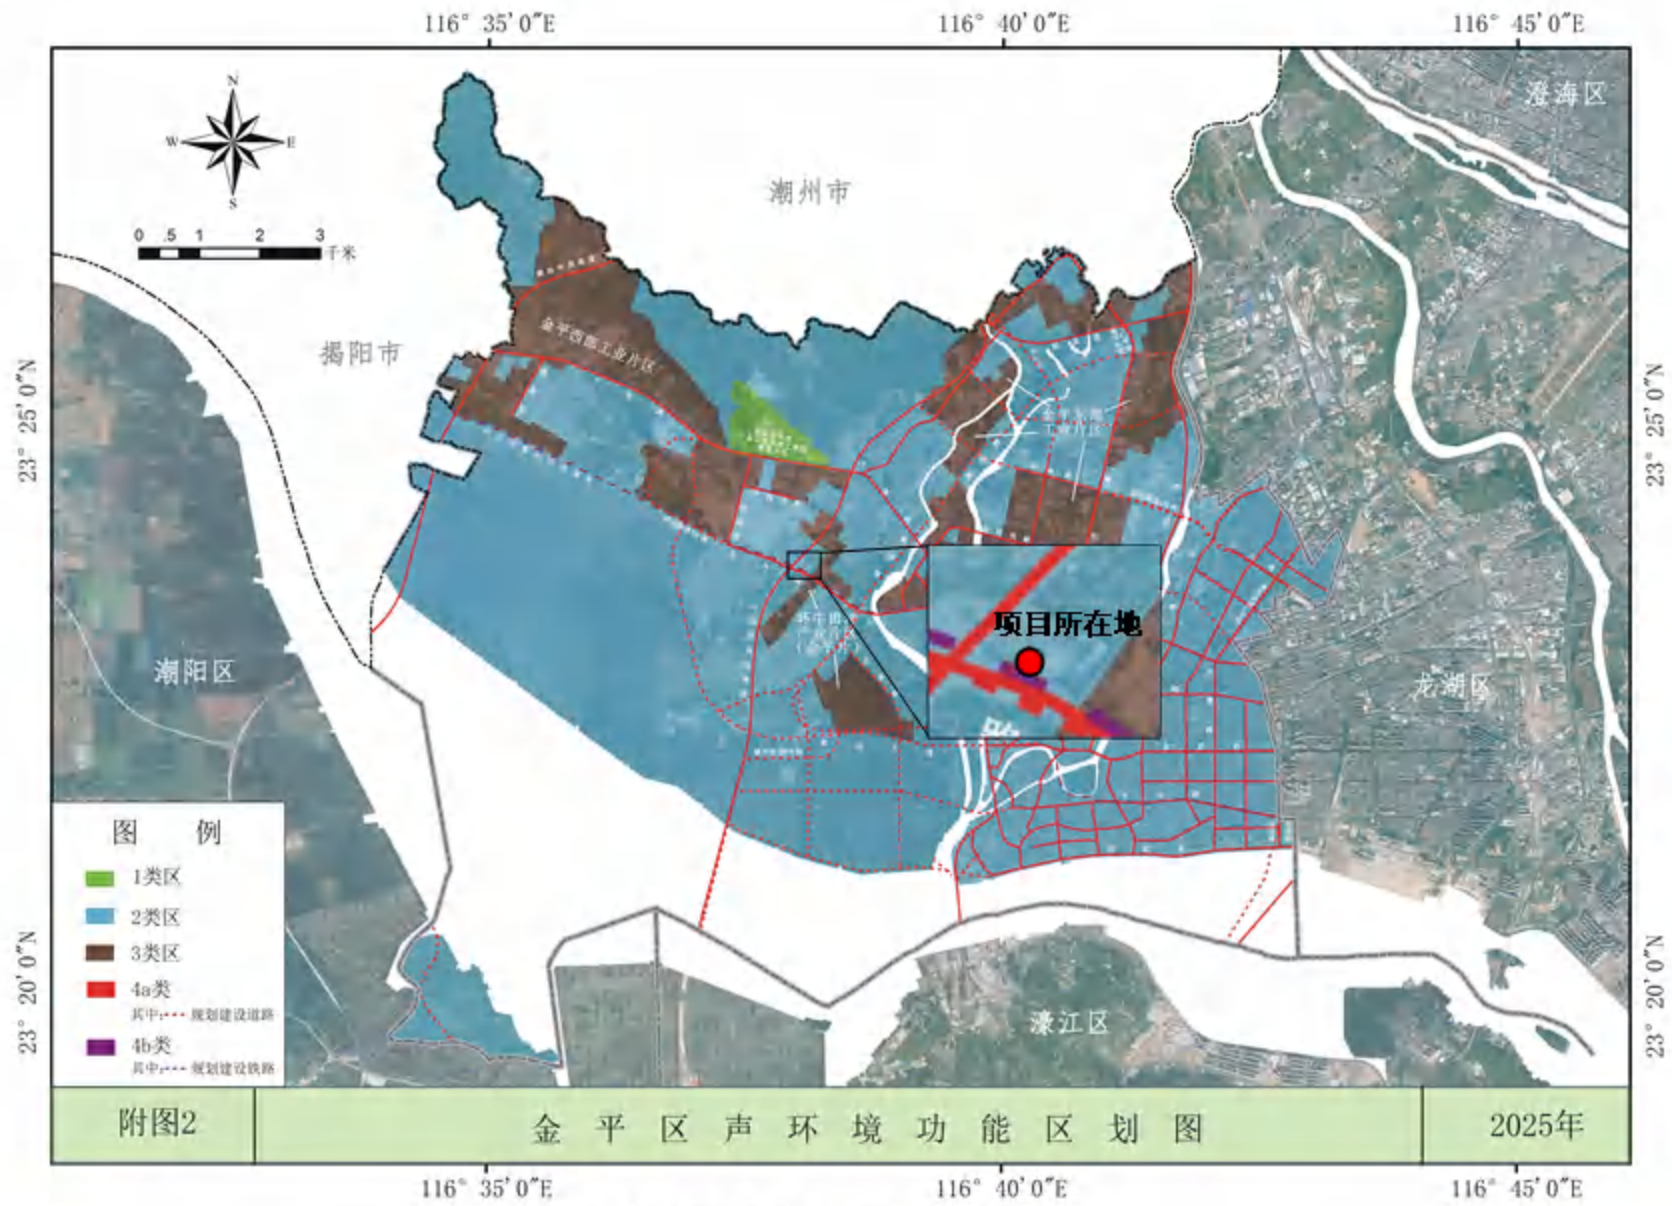 116° 35′0″E
116° 40′0″E
116° 45′0″E
澄海区
N
W
E
S
潮州市
0 .5 1 2 3
千米
揭阳市
金平西部工业片区
23° 25′0″N
23° 25′0″N
项目所在地
潮阳区
龙湖区
图 例
1类区
2类区
3类区
4a类
其中: 规划建设道路
4b类
其中: 规划建设铁路
濠江区
23° 20′0″N
23° 20′0″N
附图2
金平区声环境功能区划图
2025年
116° 35′0″E
116° 40′0″E
116° 45′0″E